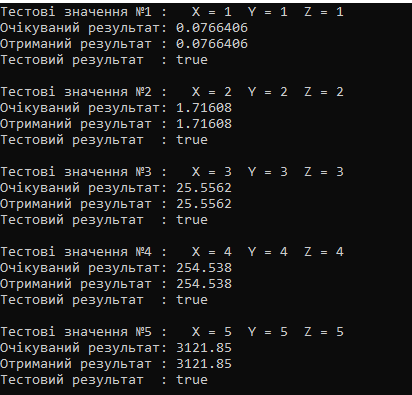 Тестові значення №1 :   X = 1  Y = 1  Z = 1
Очікуваний результат: 0.0766406
Отриманий результат : 0.0766406
Тестовий результат  : true

Тестові значення №2 :   X = 2  Y = 2  Z = 2
Очікуваний результат: 1.71608
Отриманий результат : 1.71608
Тестовий результат  : true

Тестові значення №3 :   X = 3  Y = 3  Z = 3
Очікуваний результат: 25.5562
Отриманий результат : 25.5562
Тестовий результат  : true

Тестові значення №4 :   X = 4  Y = 4  Z = 4
Очікуваний результат: 254.538
Отриманий результат : 254.538
Тестовий результат  : true

Тестові значення №5 :   X = 5  Y = 5  Z = 5
Очікуваний результат: 3121.85
Отриманий результат : 3121.85
Тестовий результат  : true